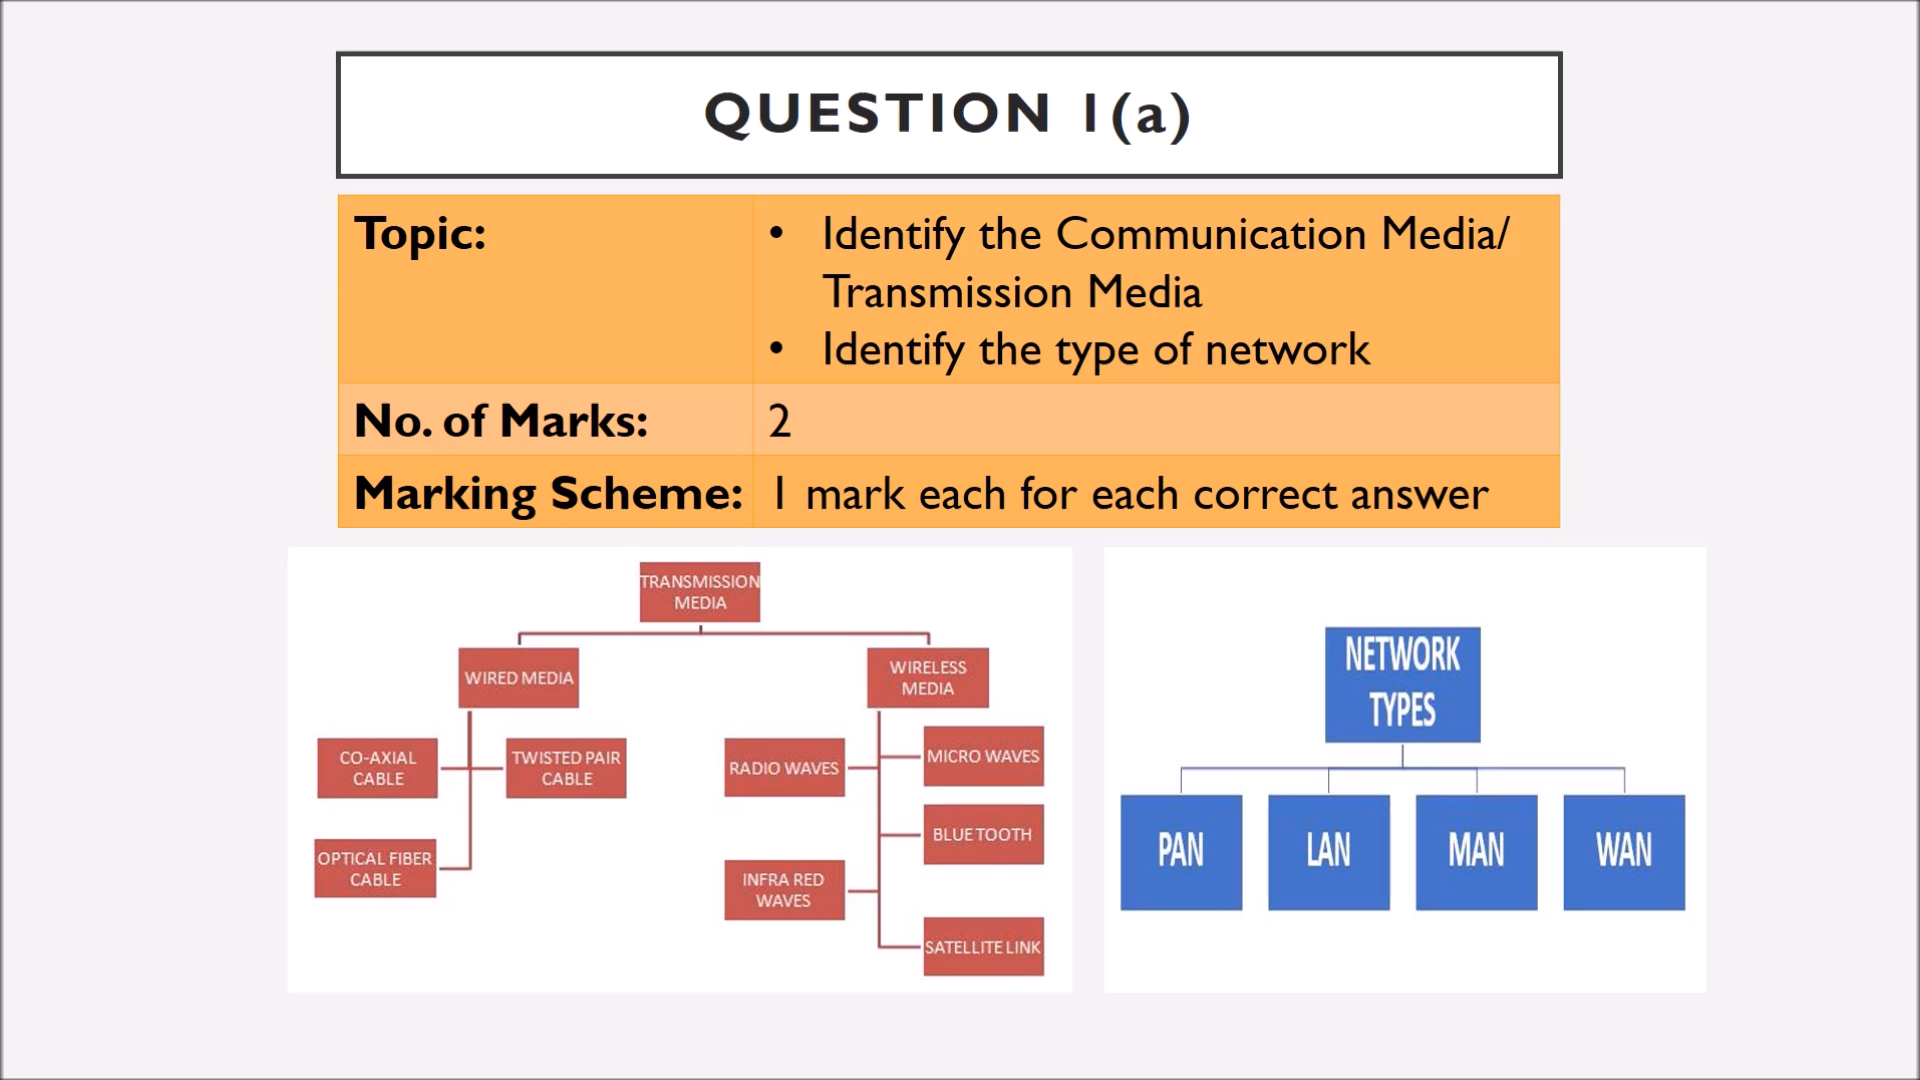 QUESTION 1(a)
Topic:
• Identify the Communication Media/
Transmission Media
• Identify the type of network
No. of Marks: 2
Marking Scheme: 1 mark each for each correct answer
TRANSMISSION
MEDIA
WIRED MEDIA
WIRELESS
MEDIA
CO-AXIAL
CABLE
TWISTED PAIR
CABLE
OPTICAL FIBER
CABLE
RADIO WAVES
MICRO WAVES
BLUETOOTH
INFRA RED
WAVES
SATELLITE LINK
NETWORK
TYPES
PAN
LAN
MAN
WAN